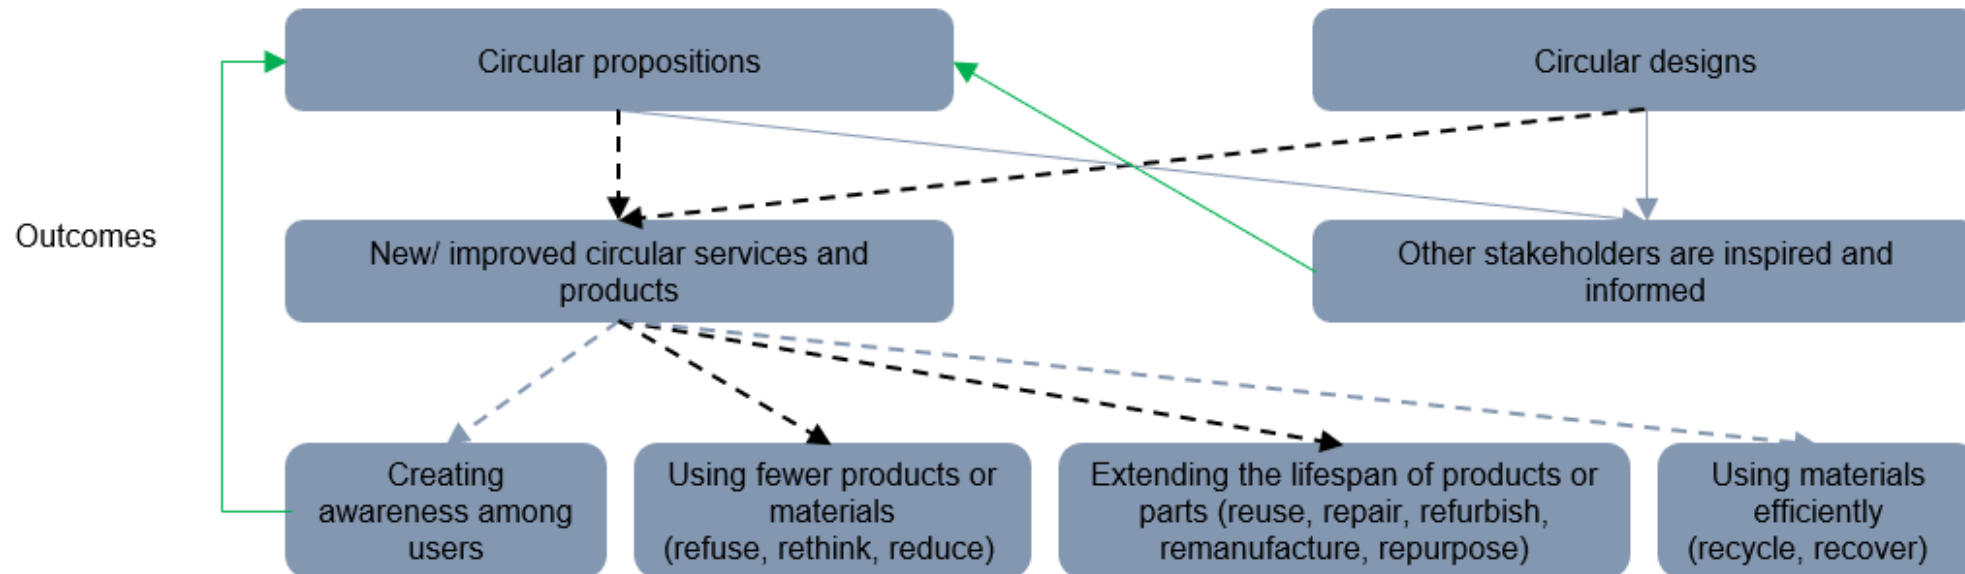 Circular propositions
Circular designs
Outcomes
New/ improved circular services and
products
Other stakeholders are inspired and
informed
Creating
awareness among
users
Using fewer products or
materials
(refuse, rethink, reduce)
Extending the lifespan of products or
parts (reuse, repair, refurbish,
remanufacture, repurpose)
Using materials
efficiently
(recycle, recover)